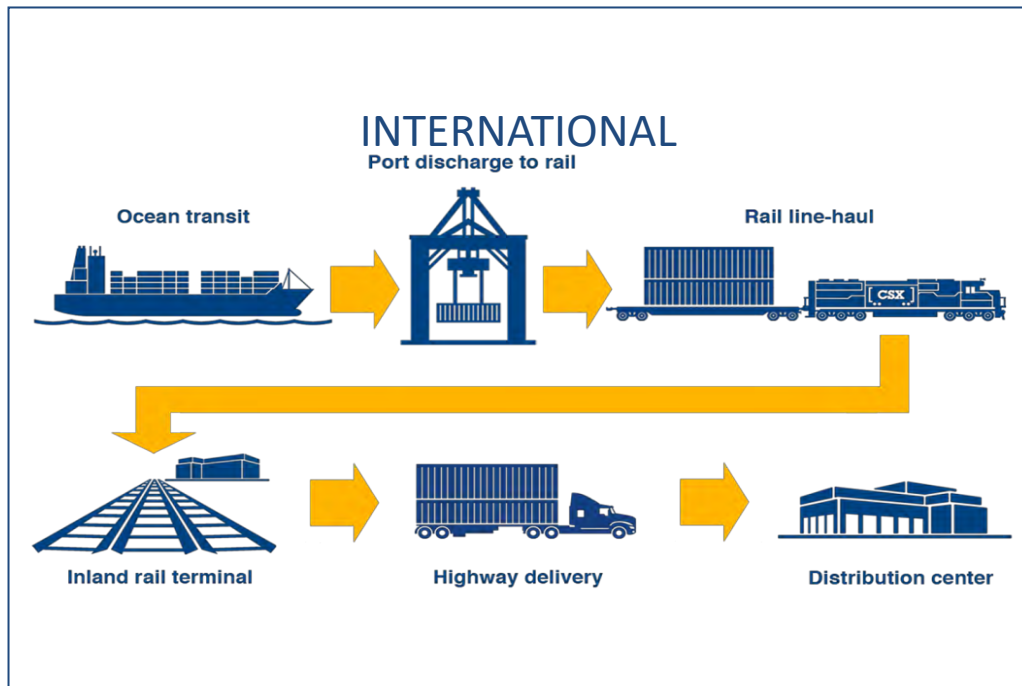 INTERNATIONAL
Port discharge to rail
Ocean transit
Rail line-haul
CSX
Inland rail terminal
Highway delivery
Distribution center